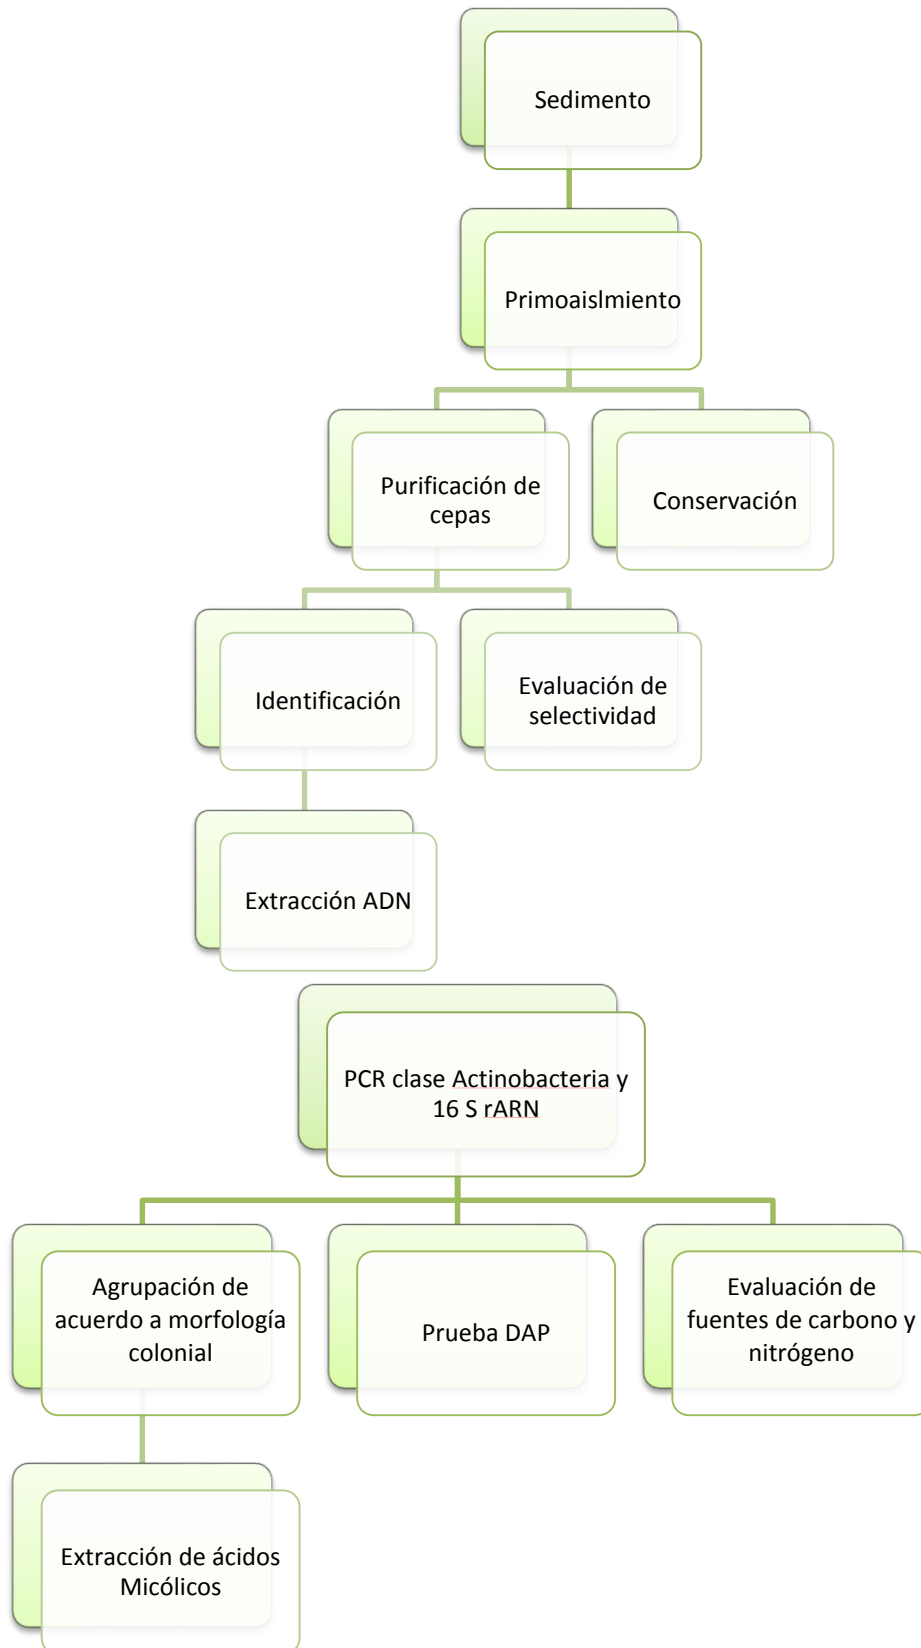 Sedimento
Primoaislmiento
Purificación de
cepas
Conservación
Identificación
Evaluación de
selectividad
Extracción ADN
PCR clase Actinobacteria y
16 S rARN
Agrupación de
acuerdo a morfología
colonial
Prueba DAP
Evaluación de
fuentes de carbono y
nitrógeno
Extracción de ácidos
Micólicos